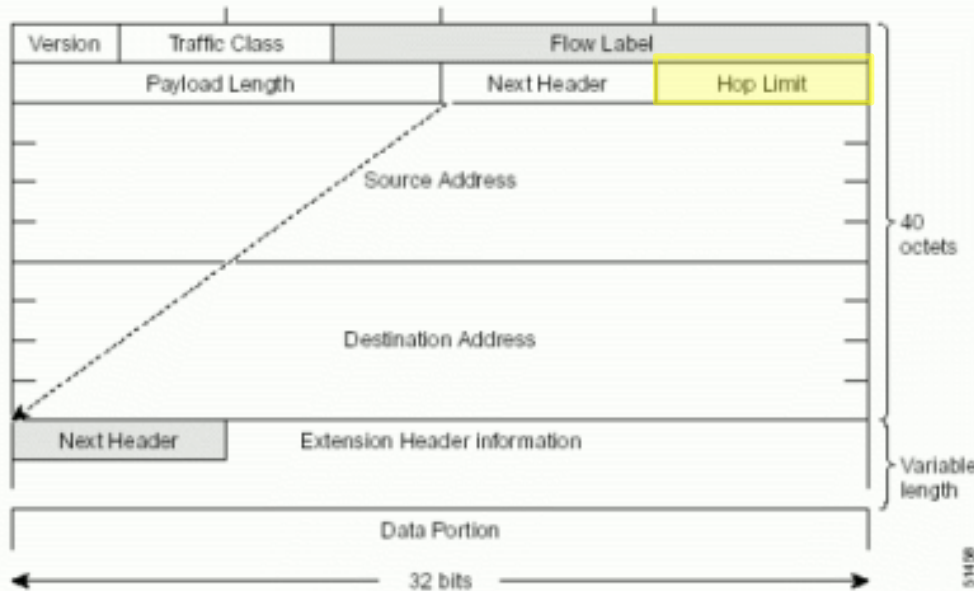 Version Traffic Class Flow Label
Payload Length Next Header Hop Limit
Source Address
40
octets
Destination Address
Next Header Extension Header information
Variable
length
Data Portion
32 bits